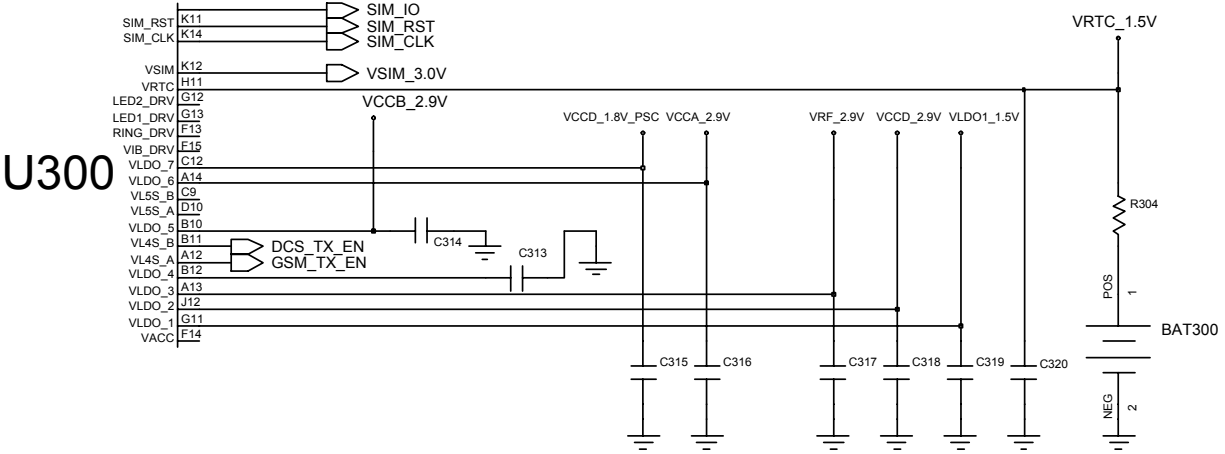 SIM_IO
SIM_RST K11 SIM_RST
SIM_CLK K14 SIM_CLK
VRTC_1.5V
VSIM K12 VSIM_3.0V
VRTC H11
LED2_DRV G12 VCCB_2.9V
LED1_DRV G13 VCCD_1.8V_PSC VCCA_2.9V VRF_2.9V VCCD_2.9V VLDO1_1.5V
RING_DRV F13
VIB_DRV F15
VLDO_7 C12
U300
VLDO_6 A14
VL5S_B C9
VL5S_A D10 R304
VLDO_5 B10
VL4S_B B11 DCS_TX_EN C314
VL4S_A A12 GSM_TX_EN C313
VLDO_4 B12
VLDO_3 A13 POS 1
VLDO_2 J12
VLDO_1 G11
VACC F14 BAT300
C315 C316 C317 C318 C319 C320
NEG 2